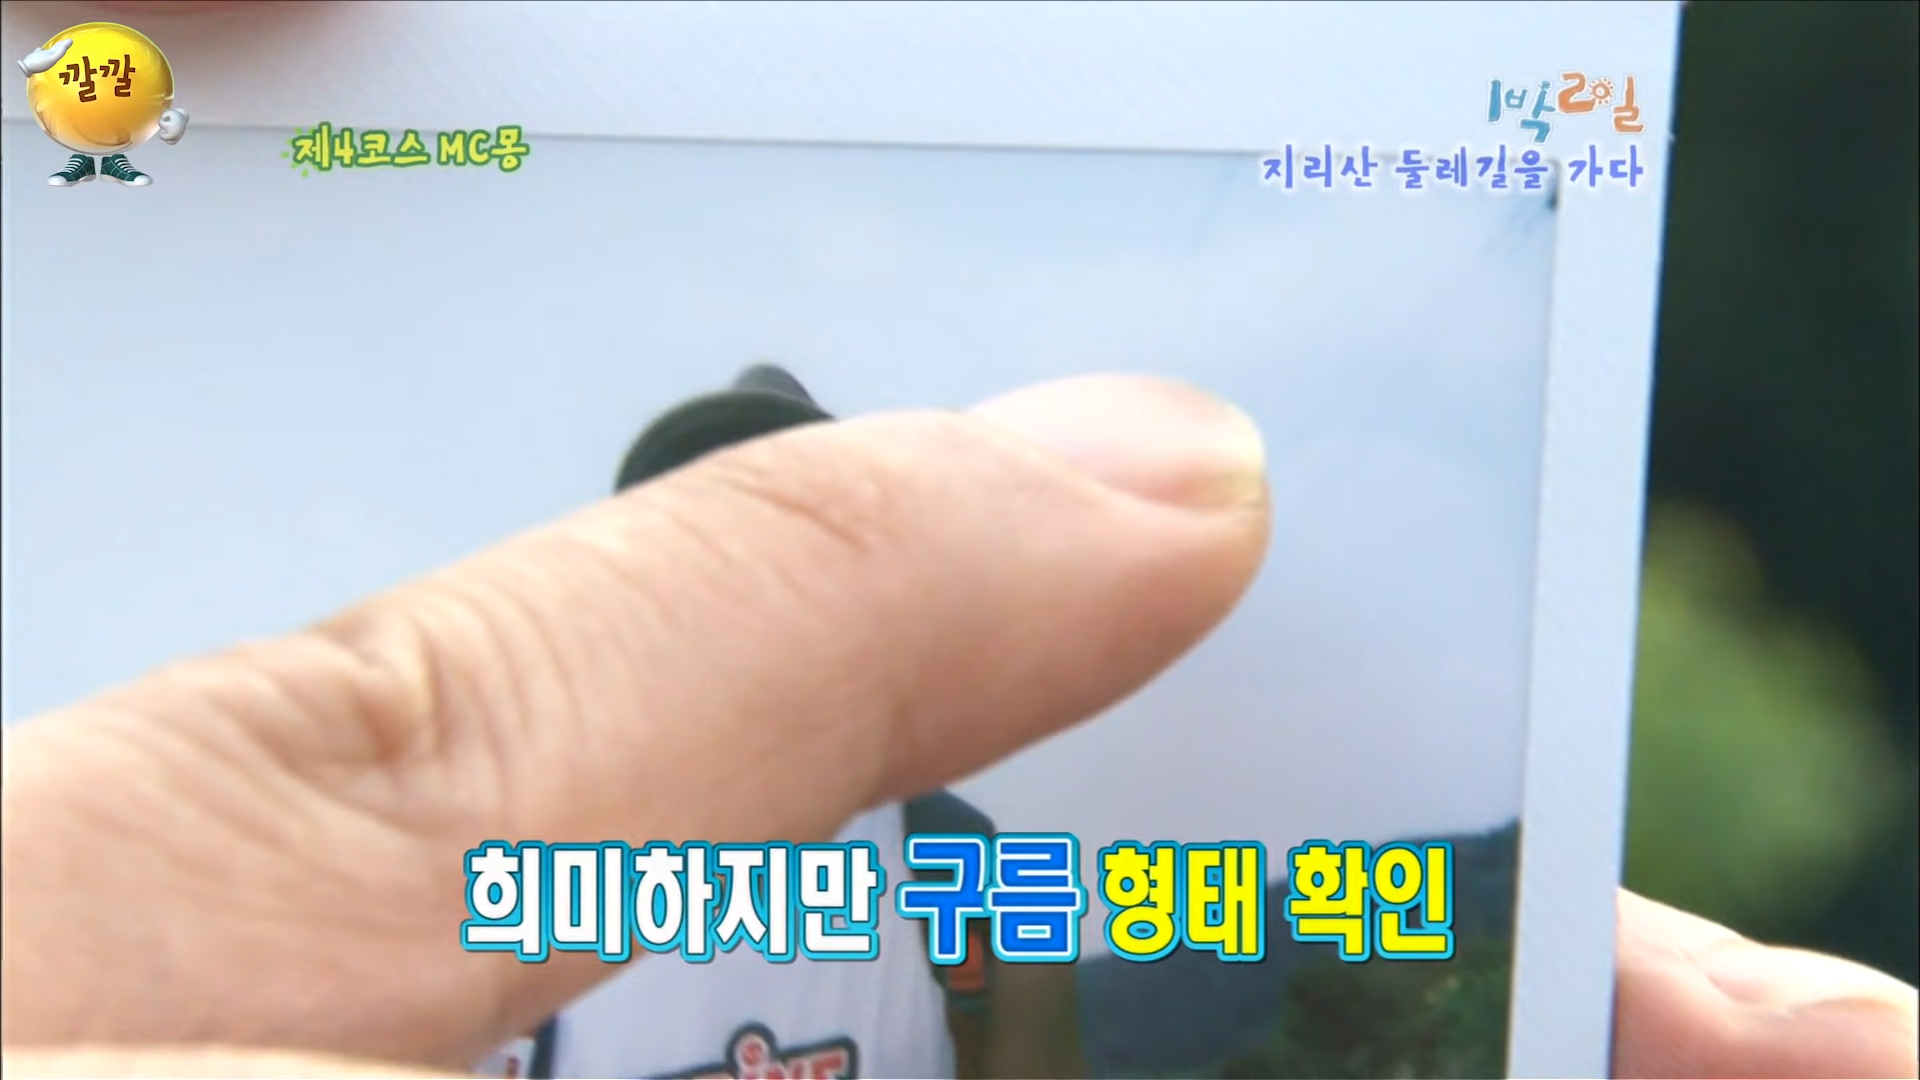 깔깔
1박2일
제4코스 MC몽
지리산 둘레길을 가다
희미하지만 구름 형태 확인